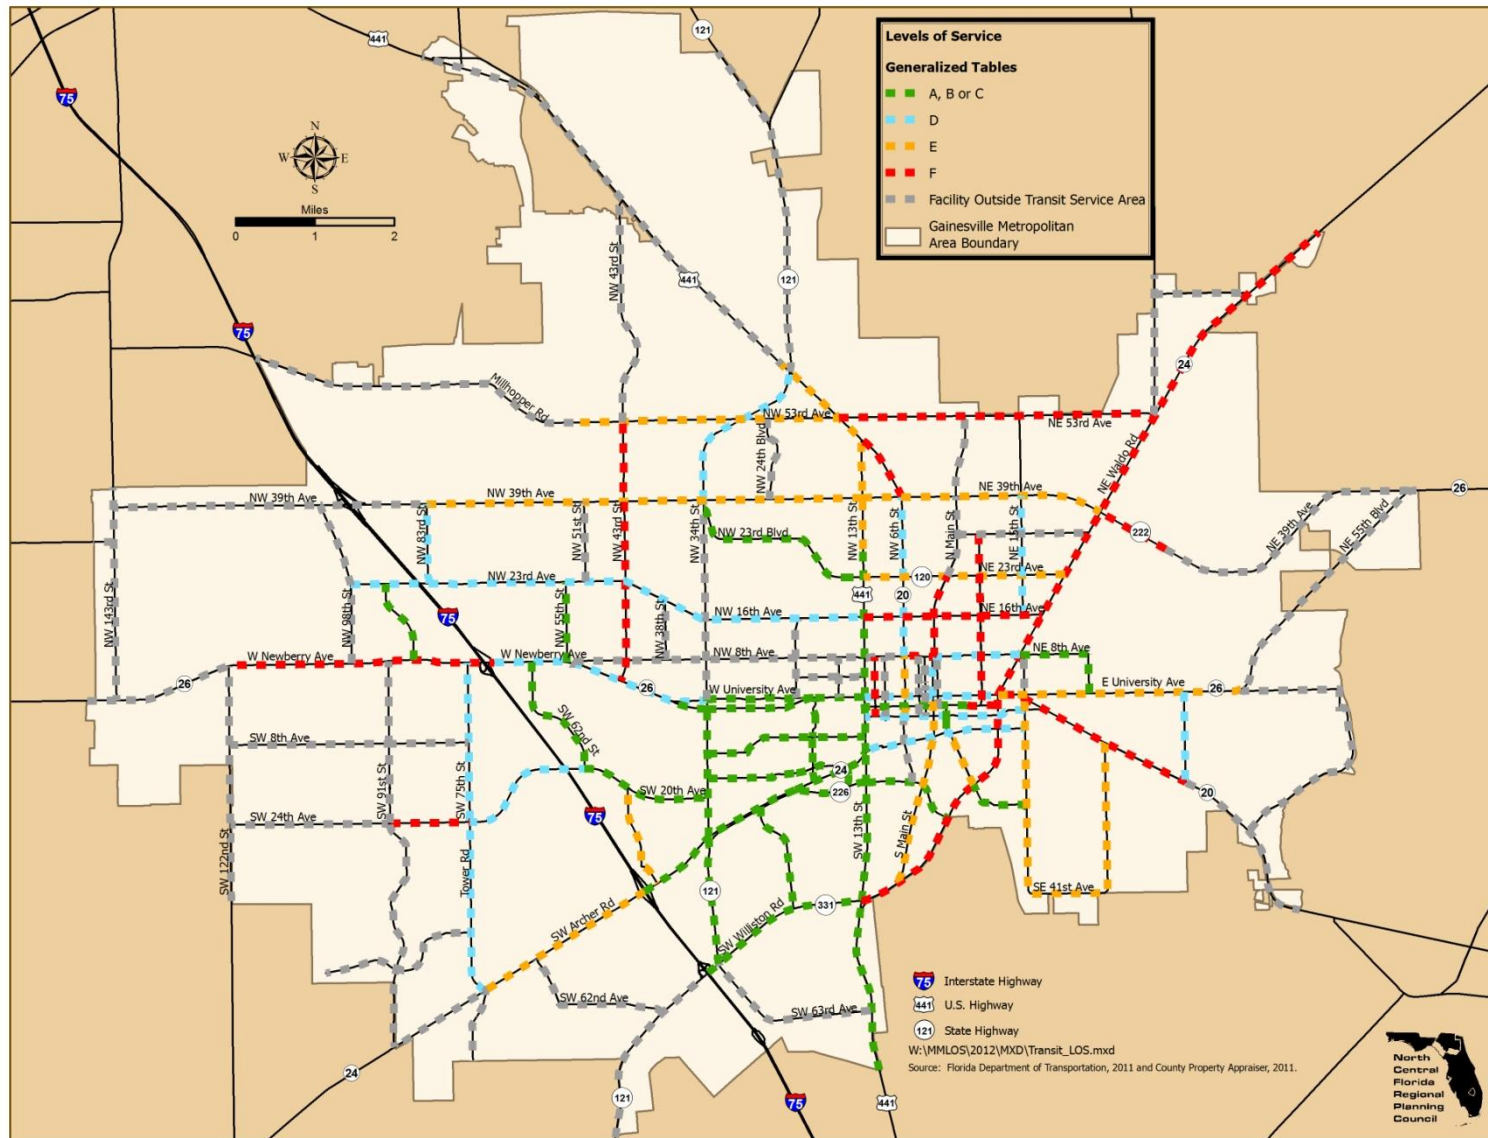 441
121
75
N
W E
S
Miles
0 1 2
Levels of Service
Generalized Tables
A, B or C
D
E
F
Facility Outside Transit Service Area
Gainesville Metropolitan
Area Boundary
NW 43rd St
441
121
75
24
Millhopper Rd
NW 53rd Ave
NE 53rd Ave
NW 24th Blvd
NE Waldo Rd
NW 39th Ave
NW 39th Ave
NE 39th Ave
26
NW 83rd St
NW 51st St
NW 43rd St
NW 34th St
NW 23rd Blvd
NW 13th St
NW 6th St
N Main St
NE 15th St
222
NE 39th Ave
NE 55th Blvd
NW 143rd St
NW 98th St
NW 23rd Ave
120
NE 23rd Ave
75
NW 55th St
NW 38th St
NW 16th Ave
441
20
NE 16th Ave
W Newberry Ave
W Newberry Ave
NW 8th Ave
NE 8th Ave
26
26
W University Ave
E University Ave
26
SW 62nd St
SW 8th Ave
SW 91st St
SW 75th St
SW 20th Ave
24
226
20
75
SW 24th Ave
SW 122nd St
Tower Rd
SW 13th St
S Main St
121
331
SE 41st Ave
SW Archer Rd
SW Williston Rd
SW 62nd Ave
SW 63rd Ave
24
121
75
441
75 Interstate Highway
441 U.S. Highway
121 State Highway
W:\MMLOS\2012\MXD\Transit_LOS.mxd
Source: Florida Department of Transportation, 2011 and County Property Appraiser, 2011.
North
Central
Florida
Regional
Planning
Council